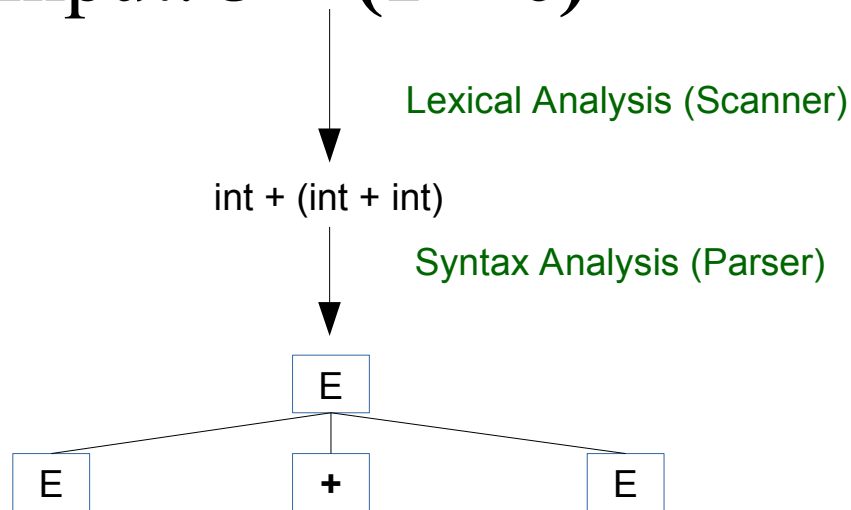 Lexical Analysis (Scanner)
int + (int + int)
Syntax Analysis (Parser)
E
E + E